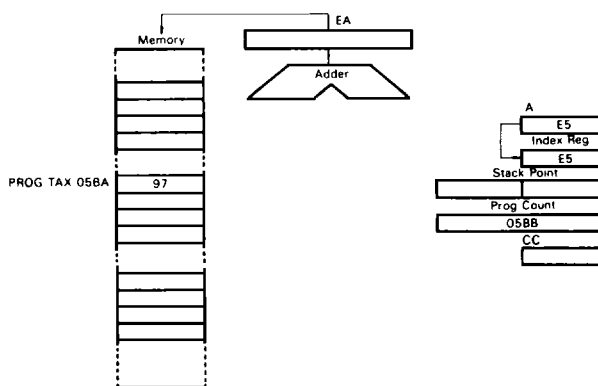 EA
Memory
Adder
A
E5
Index Reg
E5
Stack Point
PROG TAX 05BA 97
Prog Count
05BB
CC